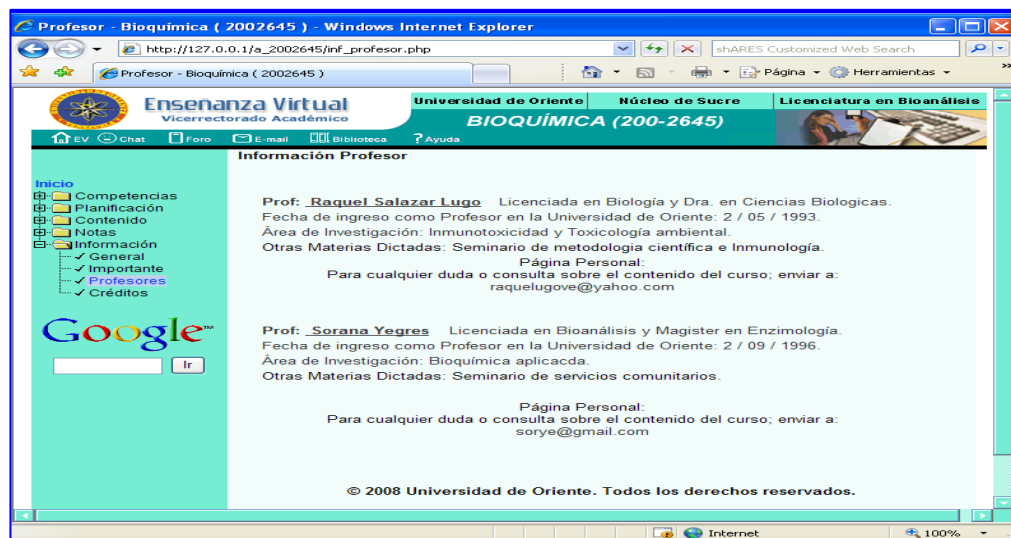 Profesor - Bioquímica ( 2002645 ) - Windows Internet Explorer
http://127.0.0.1/a_2002645/inf_profesor.php
shARES Customized Web Search
Profesor - Bioquímica ( 2002645 )
Página
Herramientas
Enseñanza Virtual
Vicerrectorado Académico
Universidad de Oriente
Núcleo de Sucre
Licenciatura en Bioanálisis
BIOQUÍMICA (200-2645)
EV
Chat
Foro
E-mail
Biblioteca
Ayuda
Inicio
Competencias
Planificación
Contenido
Notas
Información
General
Importante
Profesores
Créditos
Google™
Ir
Información Profesor
Prof: Raquel Salazar Lugo Licenciada en Biología y Dra. en Ciencias Biologicas.
Fecha de ingreso como Profesor en la Universidad de Oriente: 2 / 05 / 1993.
Área de Investigación: Inmunotoxicidad y Toxicología ambiental.
Otras Materias Dictadas: Seminario de metodologia científica e Inmunología.
Página Personal:
Para cualquier duda o consulta sobre el contenido del curso; enviar a:
raquelugove@yahoo.com
Prof: Sorana Yegres Licenciada en Bioanálisis y Magister en Enzimología.
Fecha de ingreso como Profesor en la Universidad de Oriente: 2 / 09 / 1996.
Área de Investigación: Bioquímica aplicacda.
Otras Materias Dictadas: Seminario de servicios comunitarios.
Página Personal:
Para cualquier duda o consulta sobre el contenido del curso; enviar a:
sorye@gmail.com
© 2008 Universidad de Oriente. Todos los derechos reservados.
Internet
100%